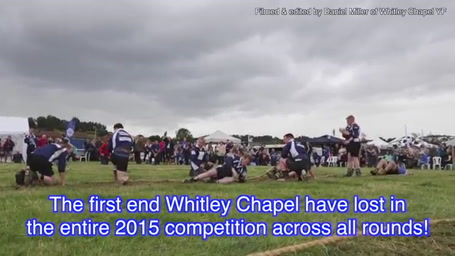 Filmed & edited by Daniel Miller of Whitley Chapel YF
The first end Whitley Chapel have lost in
the entire 2015 competition across all rounds!